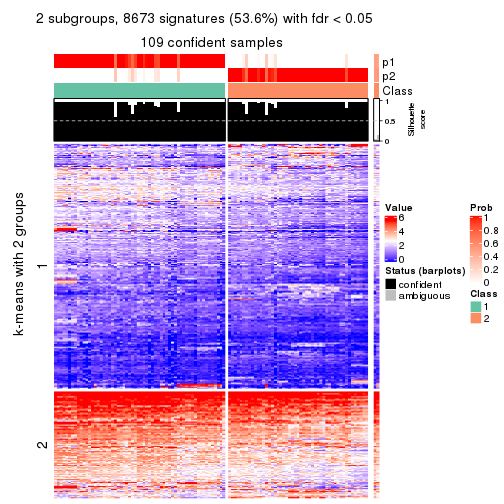 2 subgroups, 8673 signatures (53.6%) with fdr < 0.05
109 confident samples
p1
p2
Class
1
0.5
0
Silhouette
score
k-means with 2 groups
1
2
Value
6
4
2
0
Status (barplots)
confident
ambiguous
Prob
1
0.8
0.6
0.4
0.2
0
Class
1
2